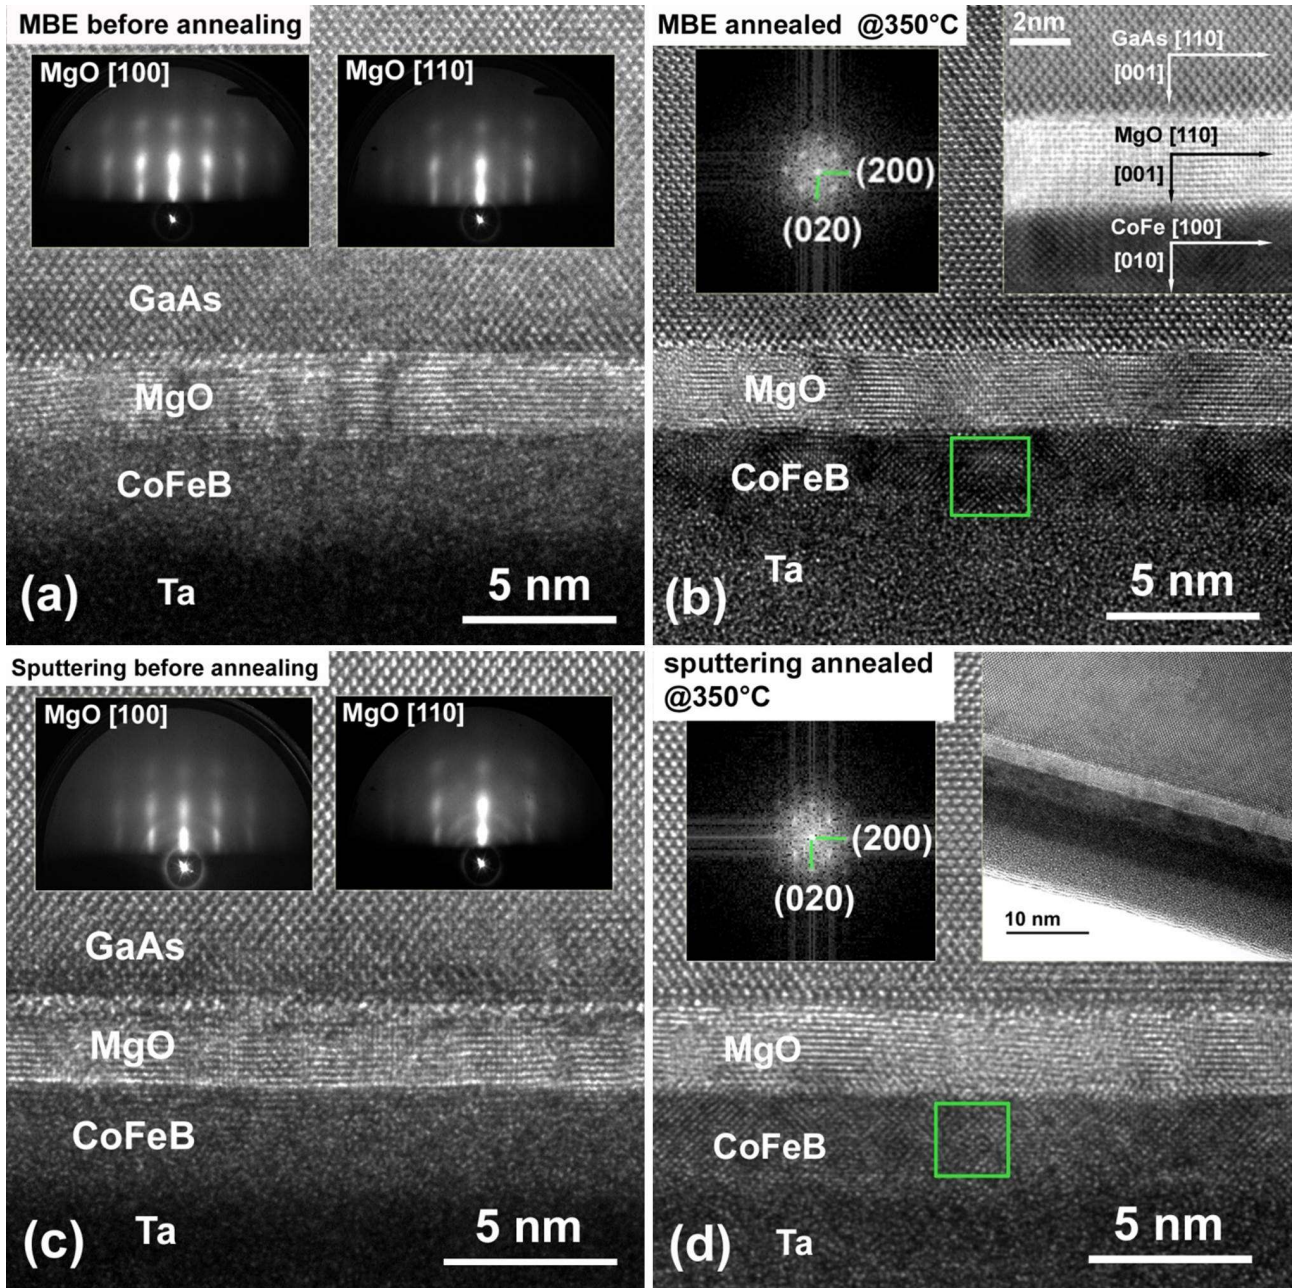 MBE before annealing
MgO [100]
MgO [110]
GaAs
MgO
CoFeB
Ta
(a)
5 nm
MBE annealed @350°C
2nm
GaAs [110]
[001]
MgO [110]
[001]
CoFe [100]
[010]
(200)
(020)
MgO
CoFeB
Ta
(b)
5 nm
Sputtering before annealing
MgO [100]
MgO [110]
GaAs
MgO
CoFeB
Ta
(c)
5 nm
sputtering annealed
@350°C
(200)
(020)
10 nm
MgO
CoFeB
Ta
(d)
5 nm